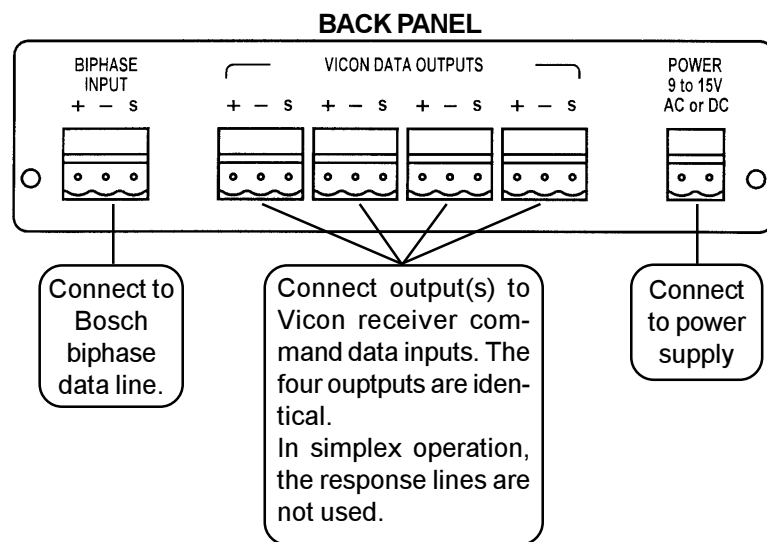 BACK PANEL
BIPHASE
INPUT
+ − S
VICON DATA OUTPUTS
+ − S + − S + − S + − S
POWER
9 to 15V
AC or DC
Connect to
Bosch
biphase
data line.
Connect output(s) to
Vicon receiver com-
mand data inputs. The
four ouptputs are iden-
tical.
In simplex operation,
the response lines are
not used.
Connect
to power
supply